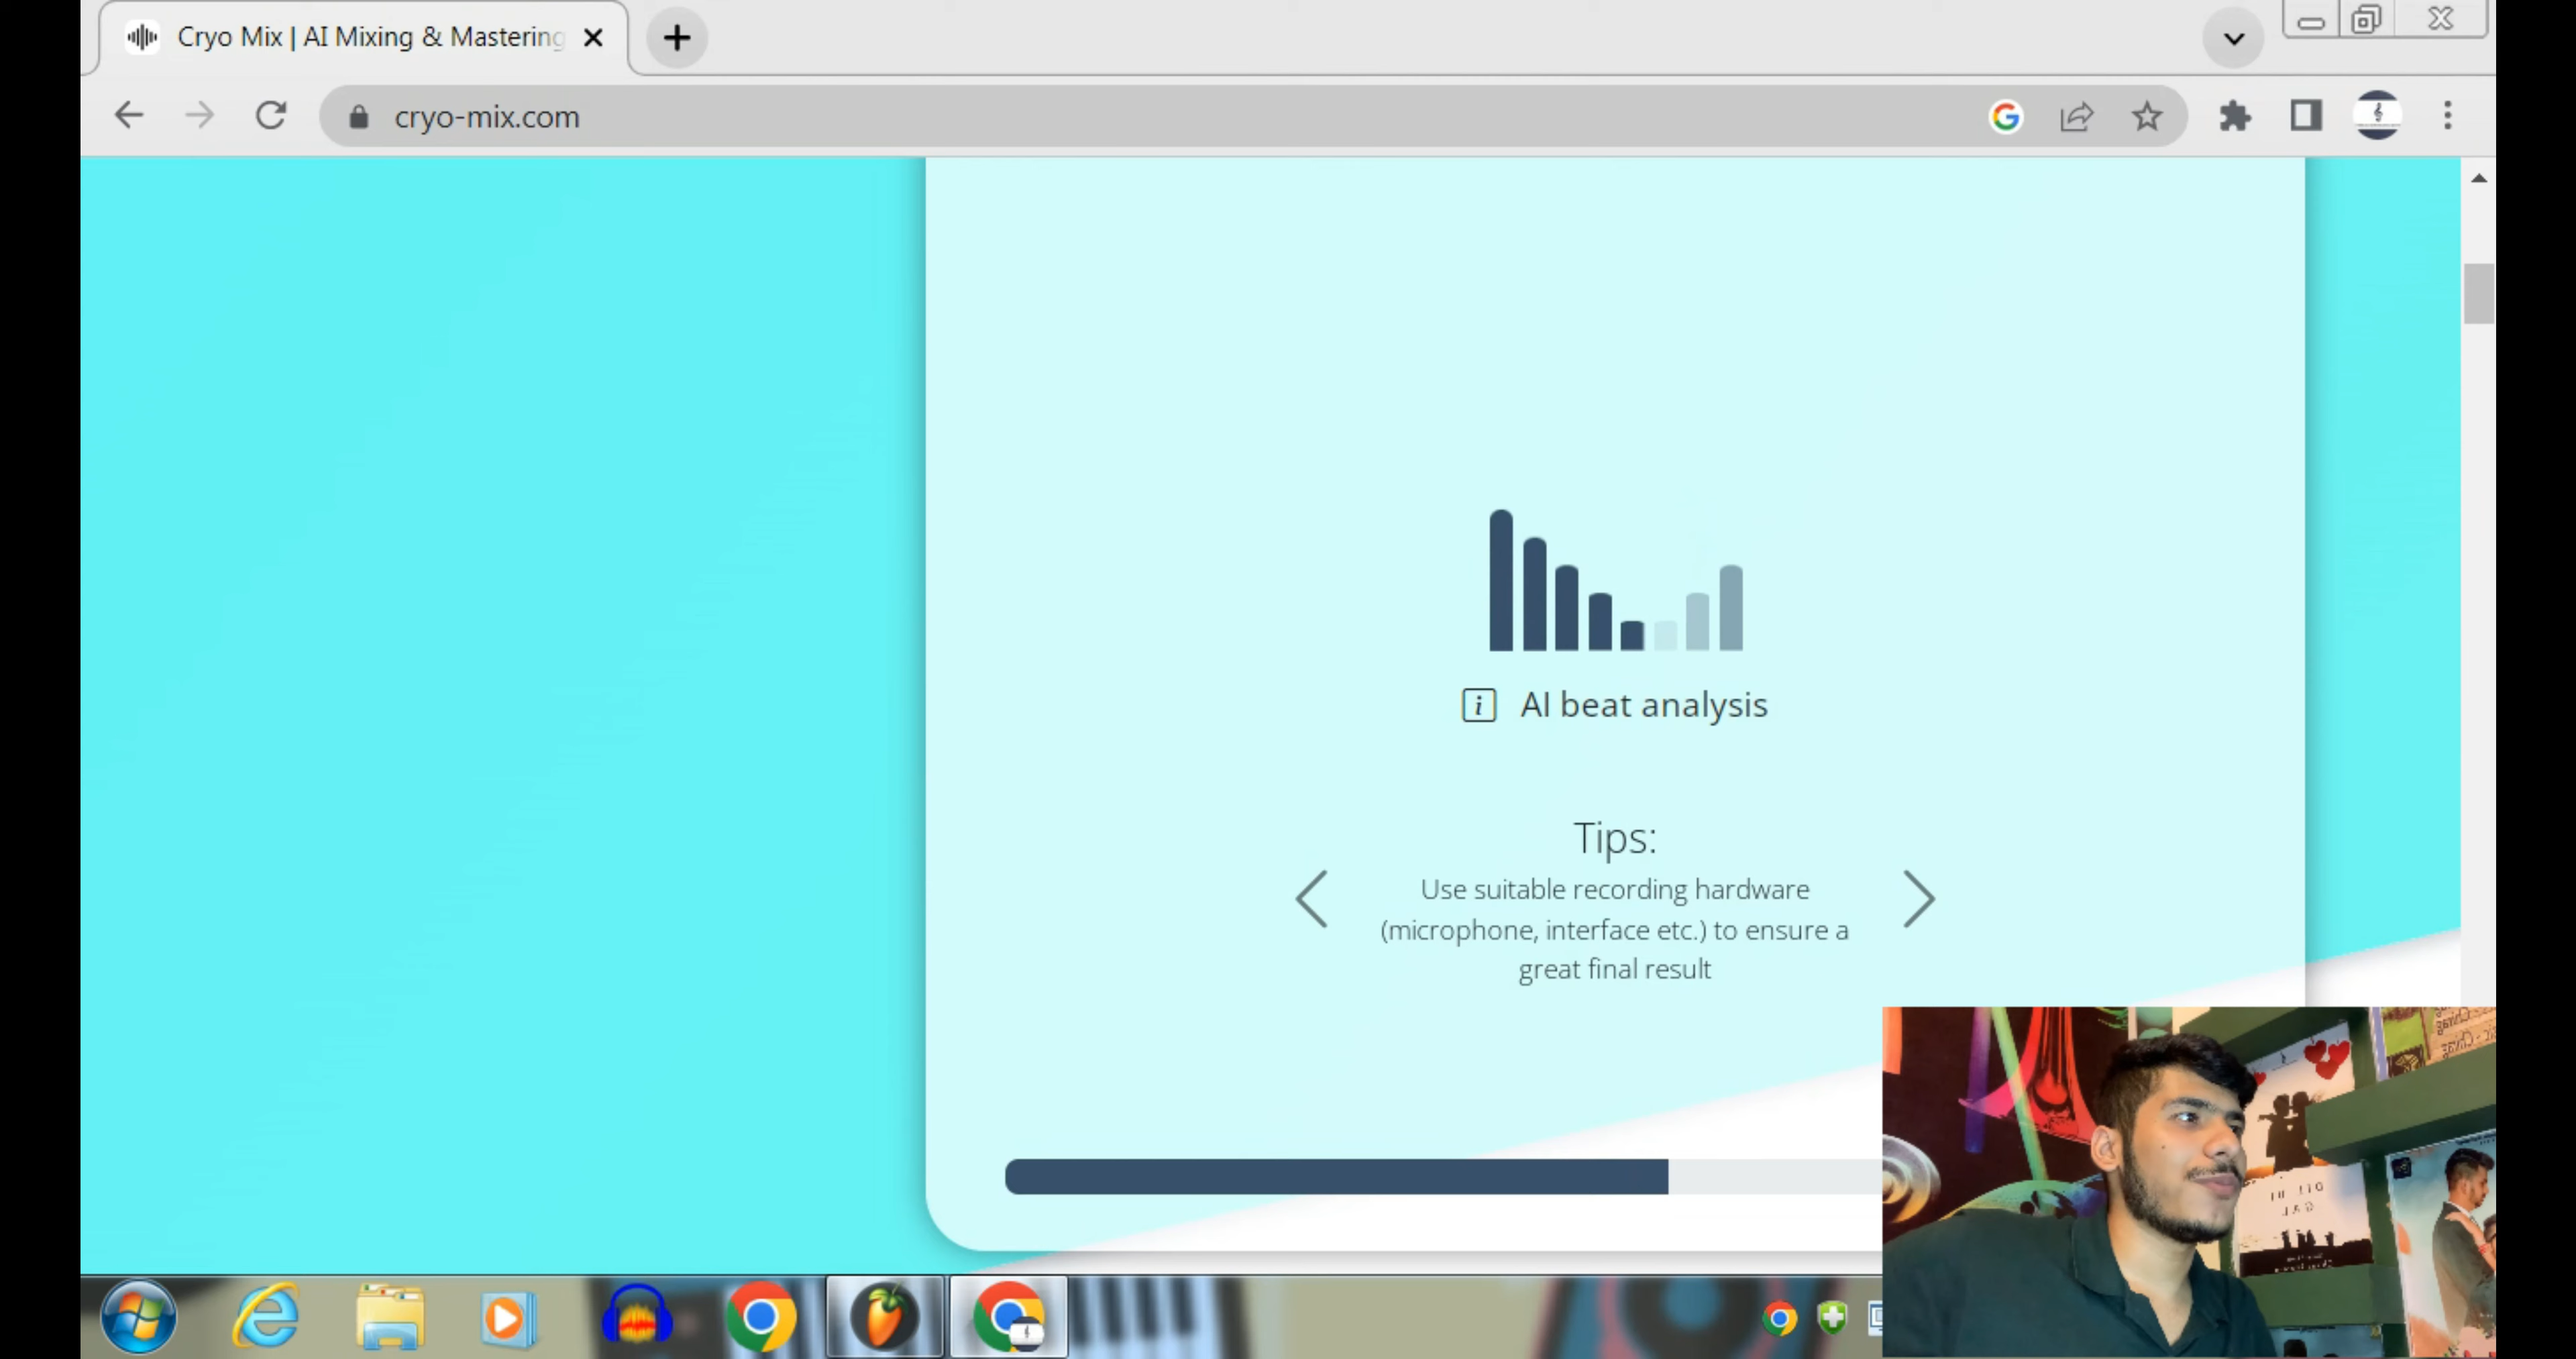 Cryo Mix | AI Mixing & Mastering
cryo-mix.com
AI beat analysis
Tips:
Use suitable recording hardware
(microphone, interface etc.) to ensure a
great final result